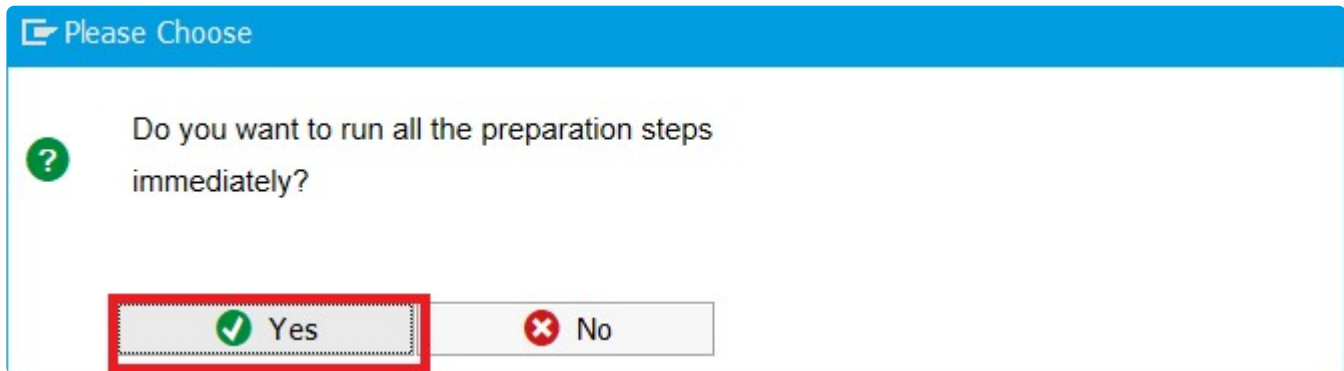 Please Choose
Do you want to run all the preparation steps
immediately?
Yes
No